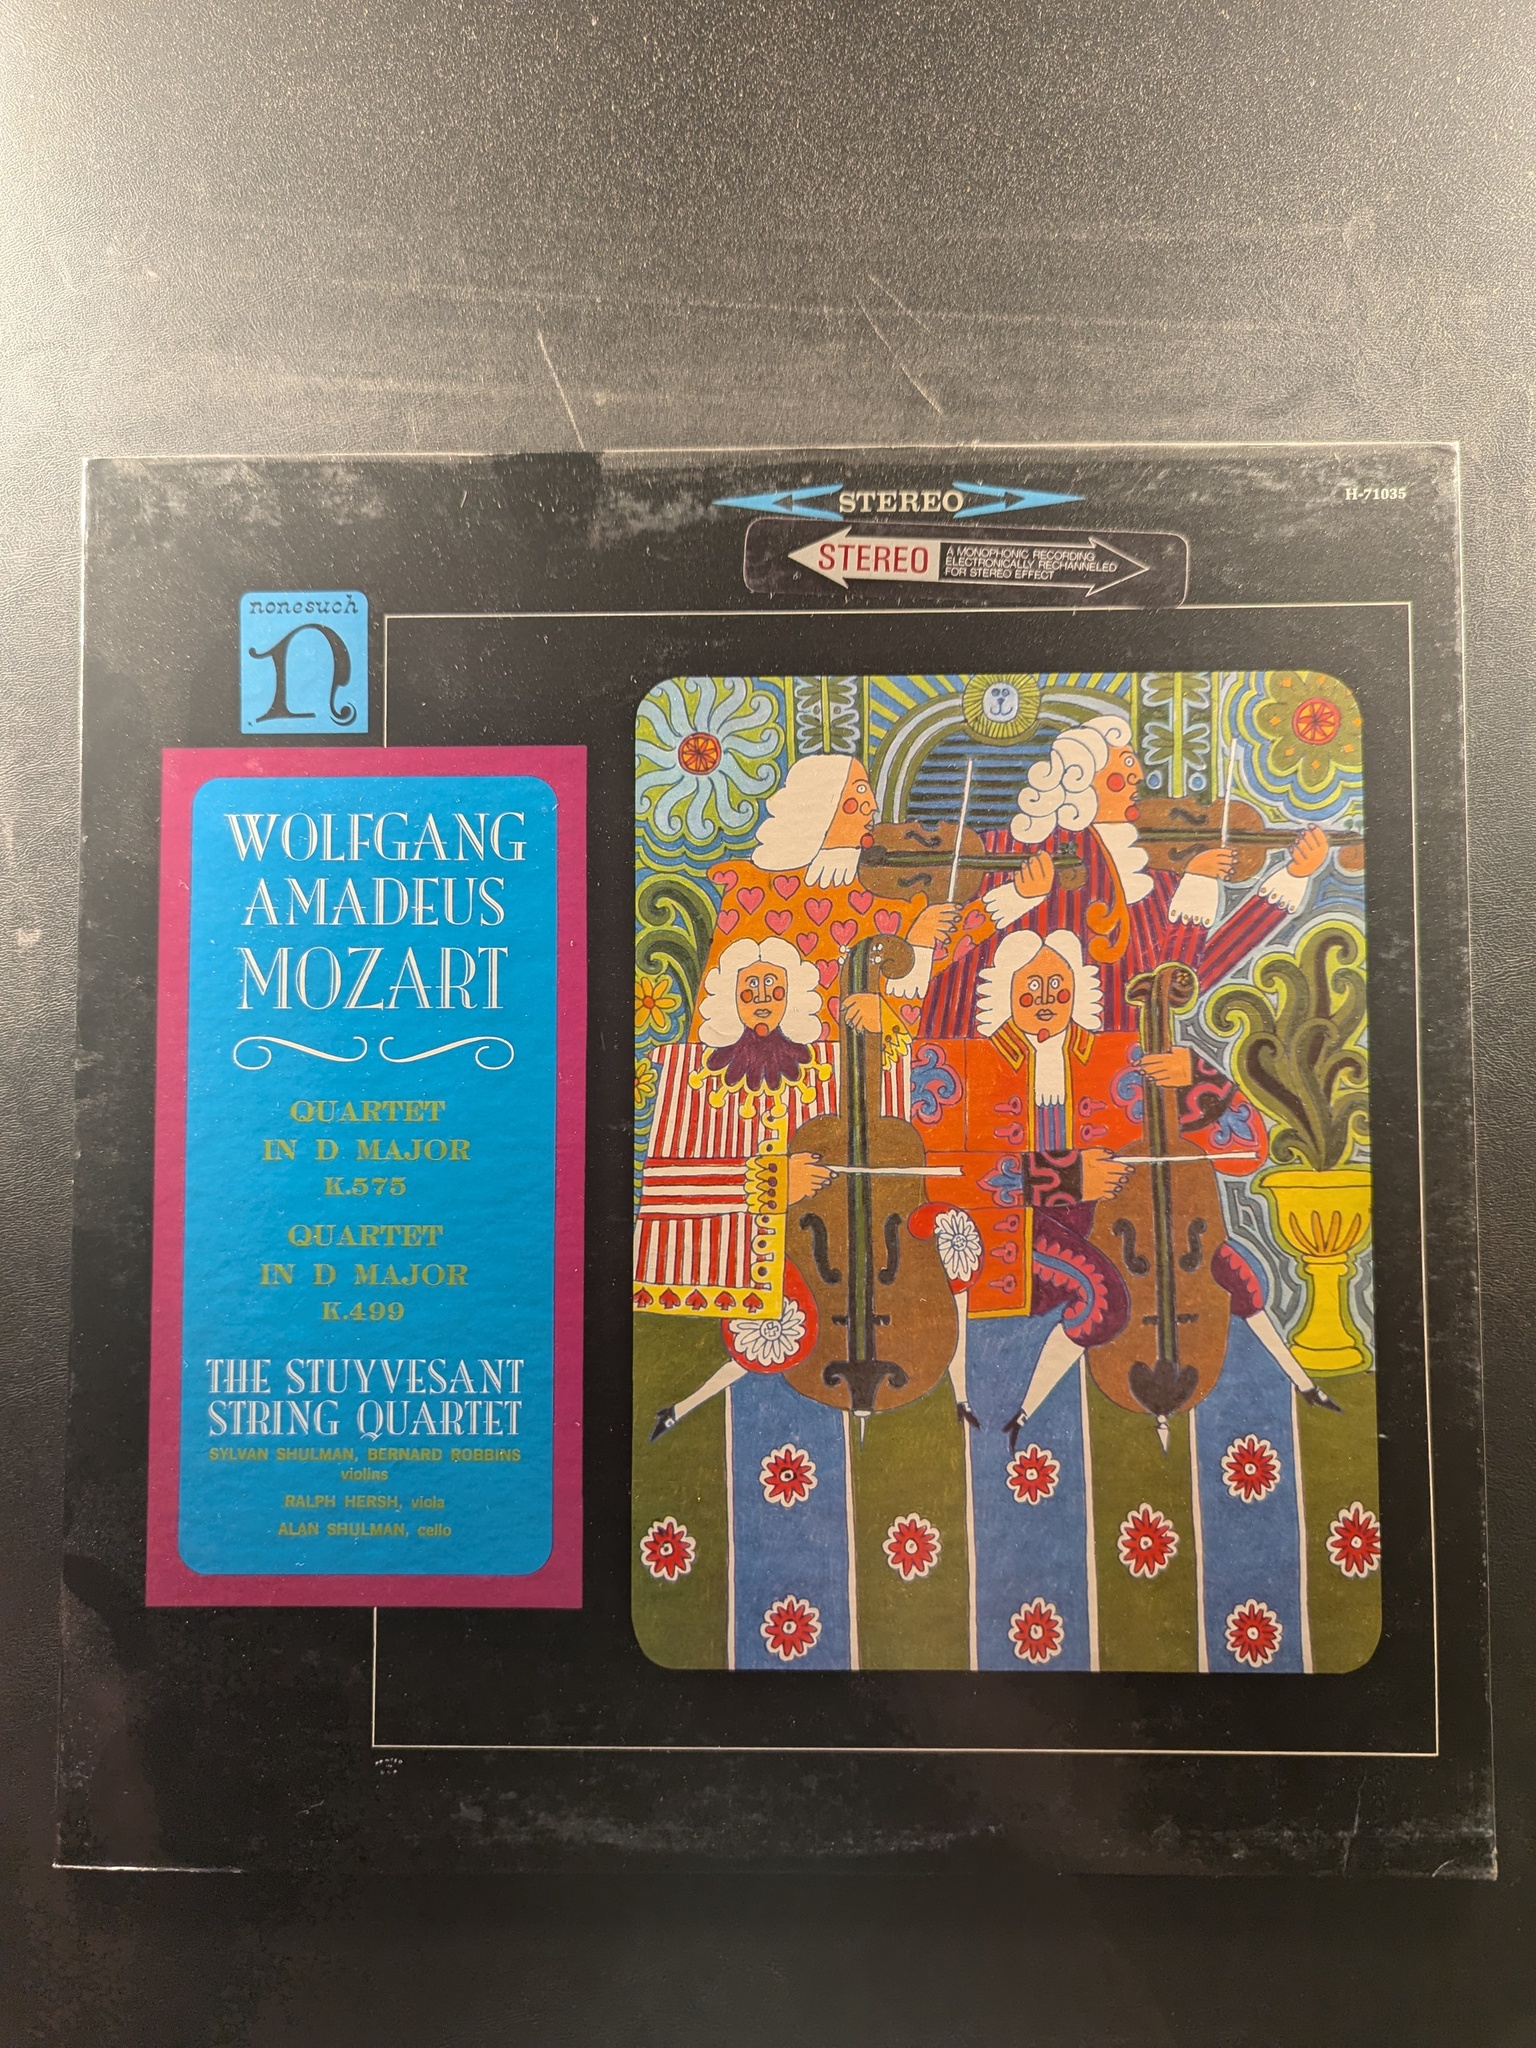 STEREO
H-71035
STEREO
A MONOPHONIC RECORDING
ELECTRONICALLY RECHANNELED
FOR STEREO EFFECT
nonesuch
n
WOLFGANG
AMADEUS
MOZART
QUARTET
IN D MAJOR
K.575
QUARTET
IN D MAJOR
K.499
THE STUYVESANT
STRING QUARTET
SYLVAN SHULMAN, BERNARD ROBBINS
violins
RALPH HERSH, viola
ALAN SHULMAN, cello